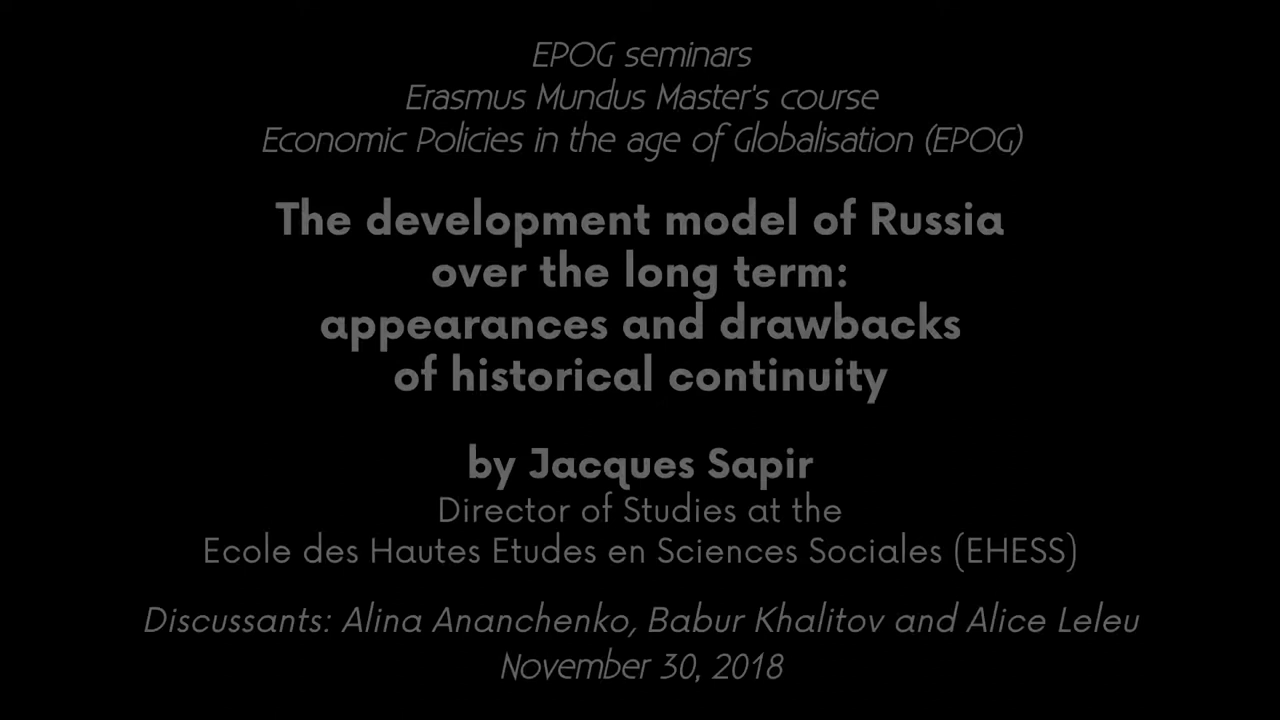 EPOG seminars
Erasmus Mundus Master's course
Economic Policies in the age of Globalisation (EPOG)
The development model of Russia
over the long term:
appearances and drawbacks
of historical continuity
by Jacques Sapir
Director of Studies at the
Ecole des Hautes Etudes en Sciences Sociales (EHESS)
Discussants: Alina Ananchenko, Babur Khalitov and Alice Leleu
November 30, 2018